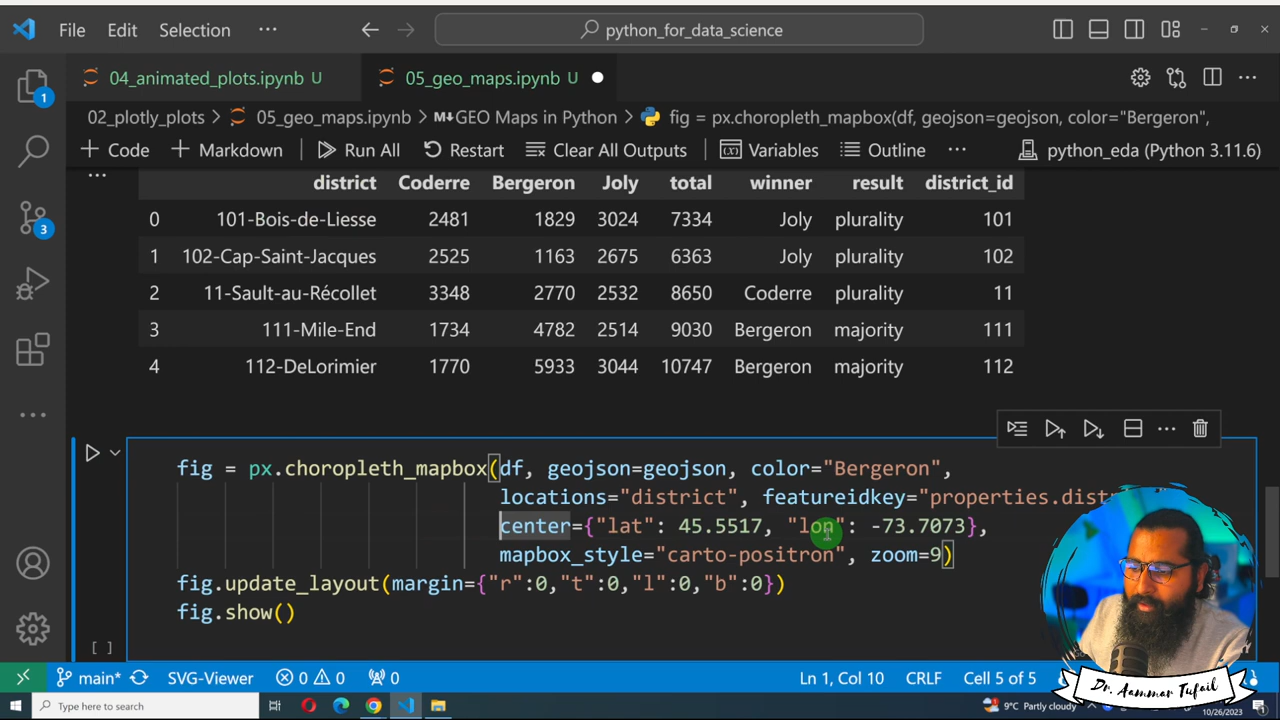 File Edit Selection ··· python_for_data_science
04_animated_plots.ipynb U 05_geo_maps.ipynb U
02_plotly_plots > 05_geo_maps.ipynb > M↓GEO Maps in Python > fig = px.choropleth_mapbox(df, geojson=geojson, color="Bergeron",
+ Code + Markdown Run All Restart Clear All Outputs Variables Outline ··· python_eda (Python 3.11.6)
district Coderre Bergeron Joly total winner result district_id
0 101-Bois-de-Liesse 2481 1829 3024 7334 Joly plurality 101
1 102-Cap-Saint-Jacques 2525 1163 2675 6363 Joly plurality 102
2 11-Sault-au-Récollet 3348 2770 2532 8650 Coderre plurality 11
3 111-Mile-End 1734 4782 2514 9030 Bergeron majority 111
4 112-DeLorimier 1770 5933 3044 10747 Bergeron majority 112
fig = px.choropleth_mapbox(df, geojson=geojson, color="Bergeron",
locations="district", featureidkey="properties.distr
center={"lat": 45.5517, "lon": -73.7073},
mapbox_style="carto-positron", zoom=9)
fig.update_layout(margin={"r":0,"t":0,"l":0,"b":0})
fig.show()
[ ]
1
3
main* SVG-Viewer 0 0 0 Ln 1, Col 10 CRLF Cell 5 of 5
Type here to search 9°C Partly cloudy 10/26/2023
Dr. Aammar Tufail